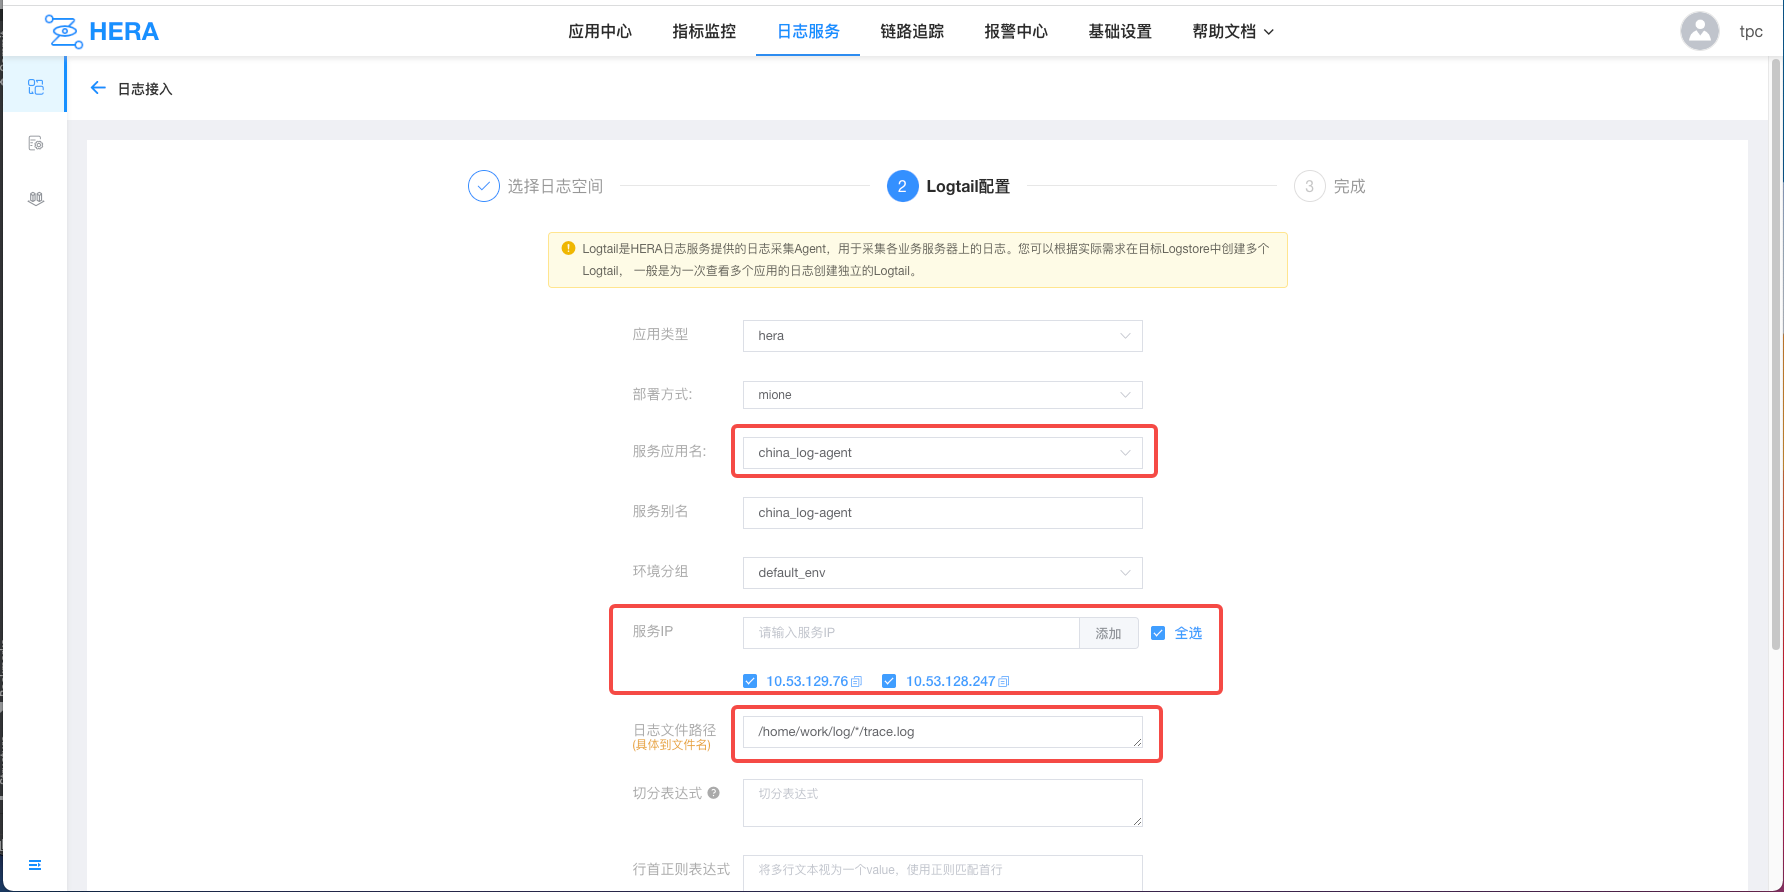 HERA
应用中心
指标监控
日志服务
链路追踪
报警中心
基础设置
帮助文档
tpc
日志接入
选择日志空间
2
Logtail配置
3
完成
Logtail是HERA日志服务提供的日志采集Agent，用于采集各业务服务器上的日志。您可以根据实际需求在目标Logstore中创建多个
Logtail， 一般是为一次查看多个应用的日志创建独立的Logtail。
应用类型
hera
部署方式:
mione
服务应用名:
china_log-agent
服务别名
china_log-agent
环境分组
default_env
服务IP
请输入服务IP
添加
全选
10.53.129.76
10.53.128.247
日志文件路径
(具体到文件名)
/home/work/log/*/trace.log
切分表达式
切分表达式
行首正则表达式
将多行文本视为一个value，使用正则匹配首行